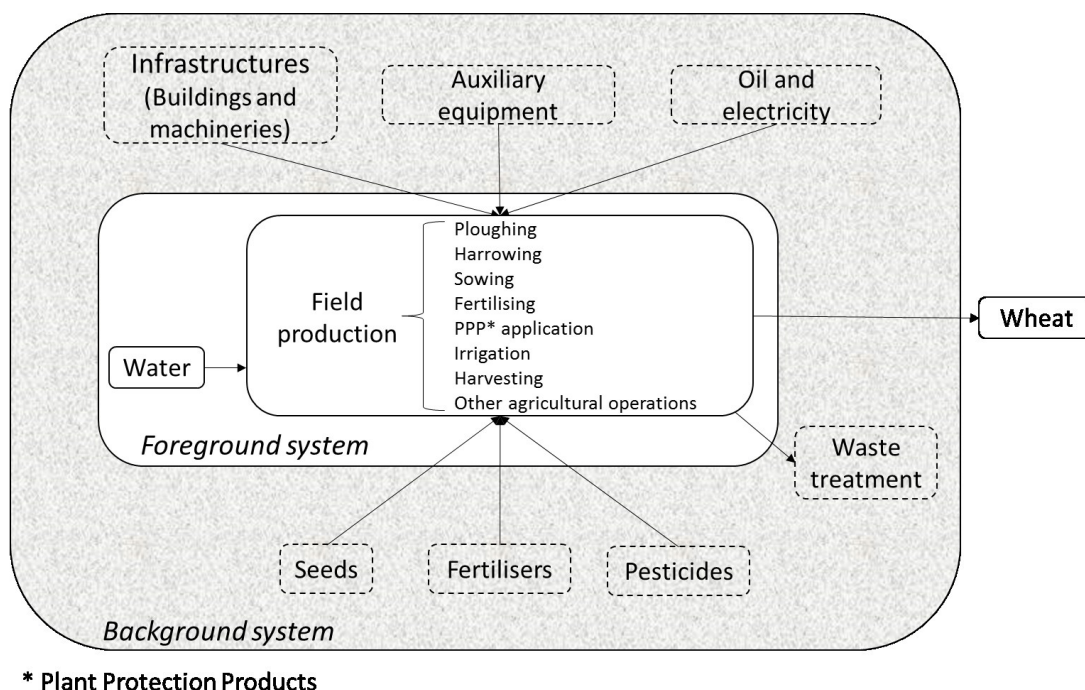 Infrastructures
(Buildings and
machineries)
Auxiliary
equipment
Oil and
electricity
Ploughing
Harrowing
Sowing
Fertilising
PPP* application
Irrigation
Harvesting
Other agricultural operations
Field
production
Water
Wheat
Foreground system
Waste
treatment
Seeds
Fertilisers
Pesticides
Background system
* Plant Protection Products